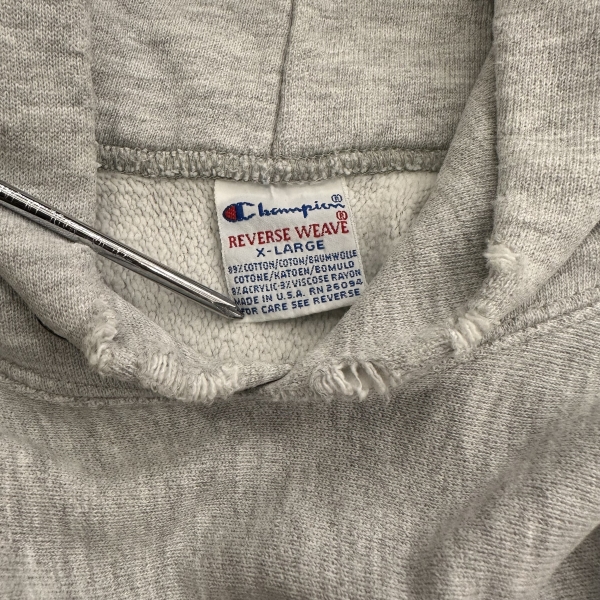 Champion®
REVERSE WEAVE®
X-LARGE
89% COTTON/COTON/BAUMWOLLE
COTONE/KATOEN/BOMULD
8% ACRYLIC-3% VISCOSE RAYON
MADE IN U.S.A. RN 26094
FOR CARE SEE REVERSE